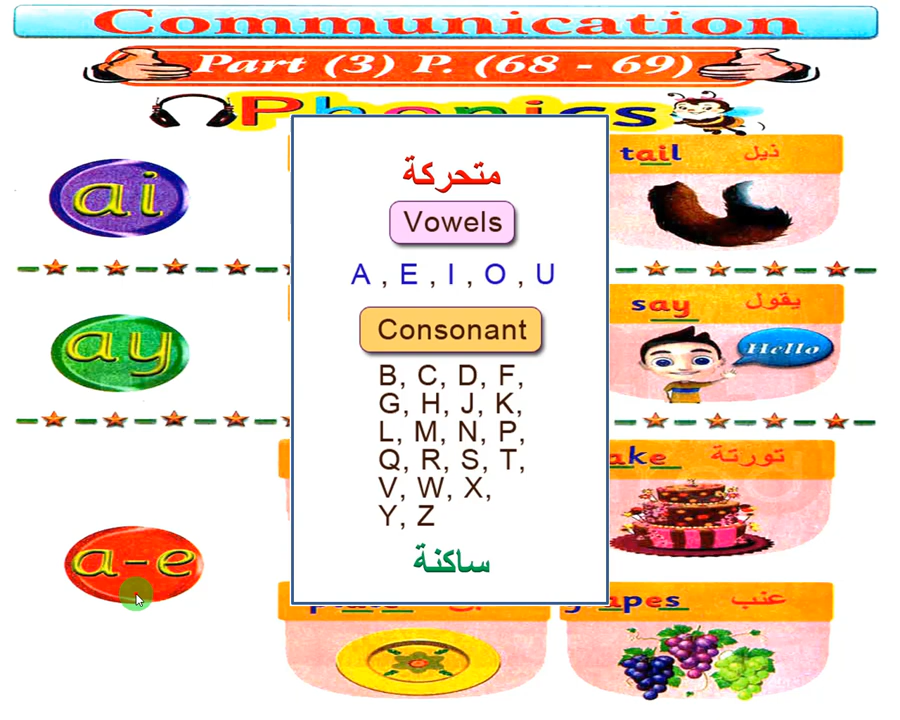 Communication
Part (3) P. (68 - 69)
Phonics
ai
tail ذيل
ay
say يقول
Hello
a-e
تورتة
عنب
متحركة
Vowels
A , E , I , O , U
Consonant
B, C, D, F,
G, H, J, K,
L, M, N, P,
Q, R, S, T,
V, W, X,
Y, Z
ساكنة